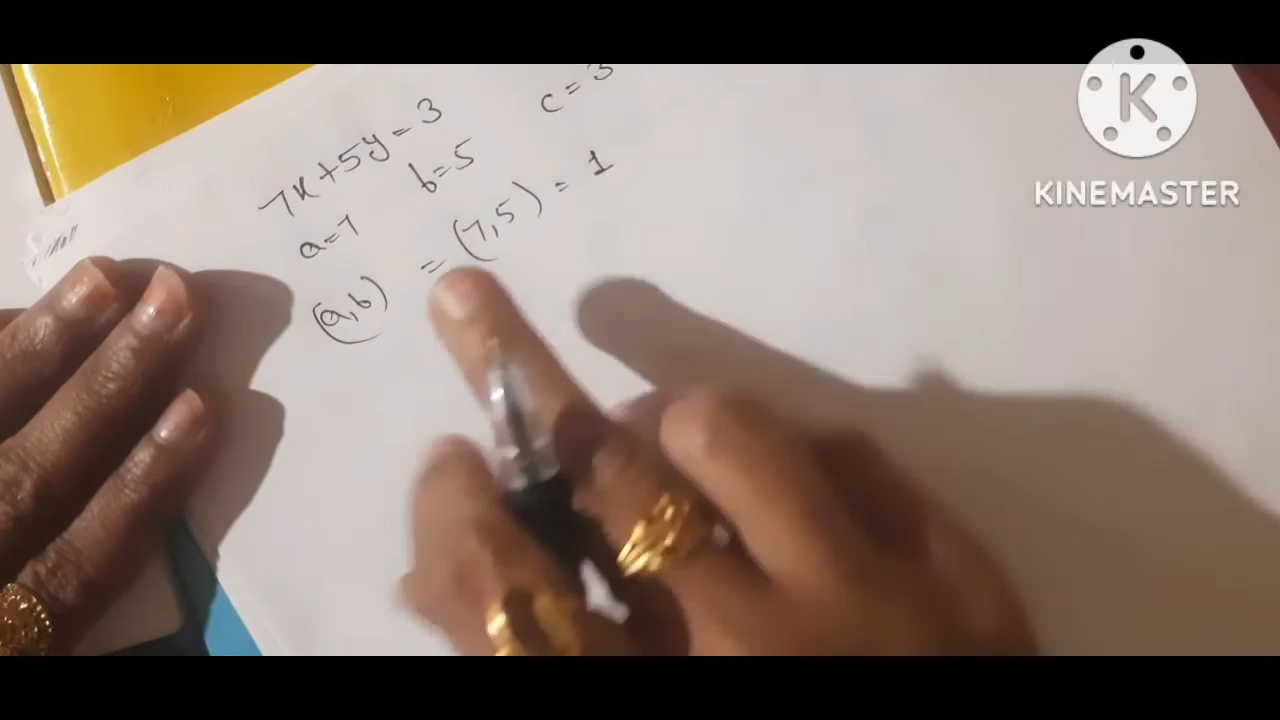 7x+5y=3
a=7 b=5 c=3
(a,b) = (7,5) = 1
K
KINEMASTER